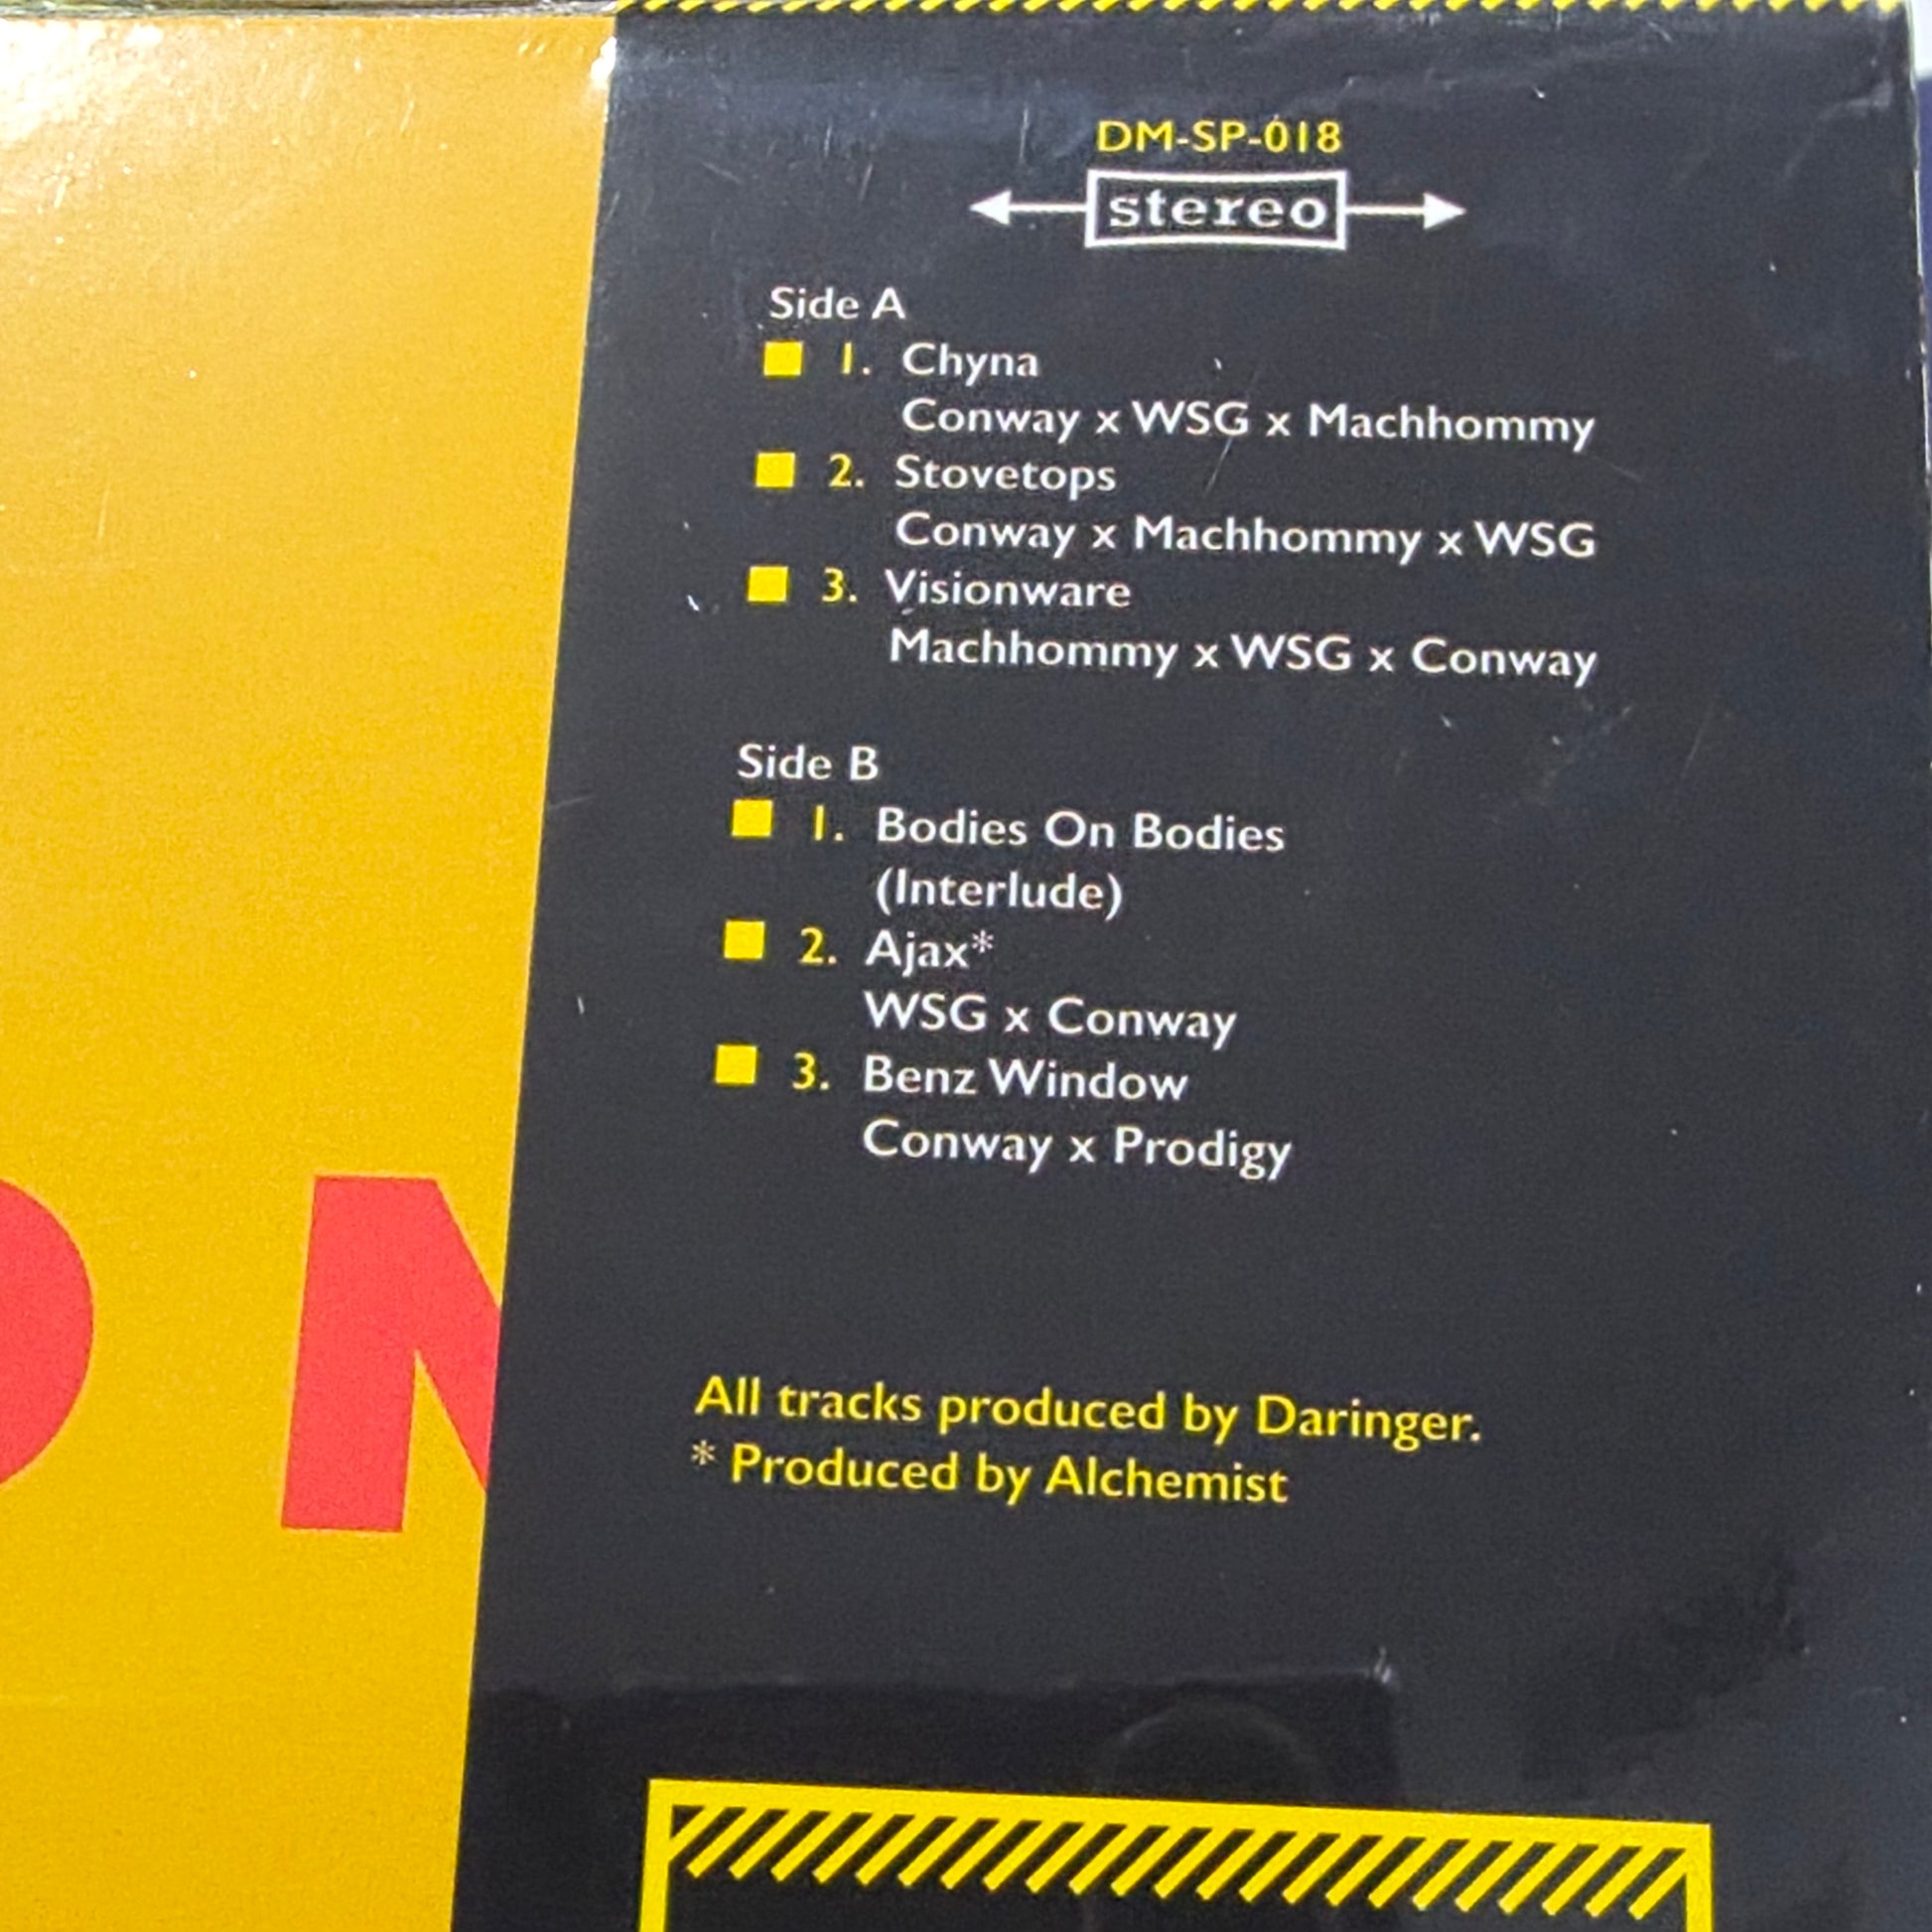 DM-SP-018
stereo
Side A
1. Chyna
Conway x WSG x Machhommy
2. Stovetops
Conway x Machhommy x WSG
3. Visionware
Machhommy x WSG x Conway
Side B
1. Bodies On Bodies
(Interlude)
2. Ajax*
WSG x Conway
3. Benz Window
Conway x Prodigy
All tracks produced by Daringer.
* Produced by Alchemist